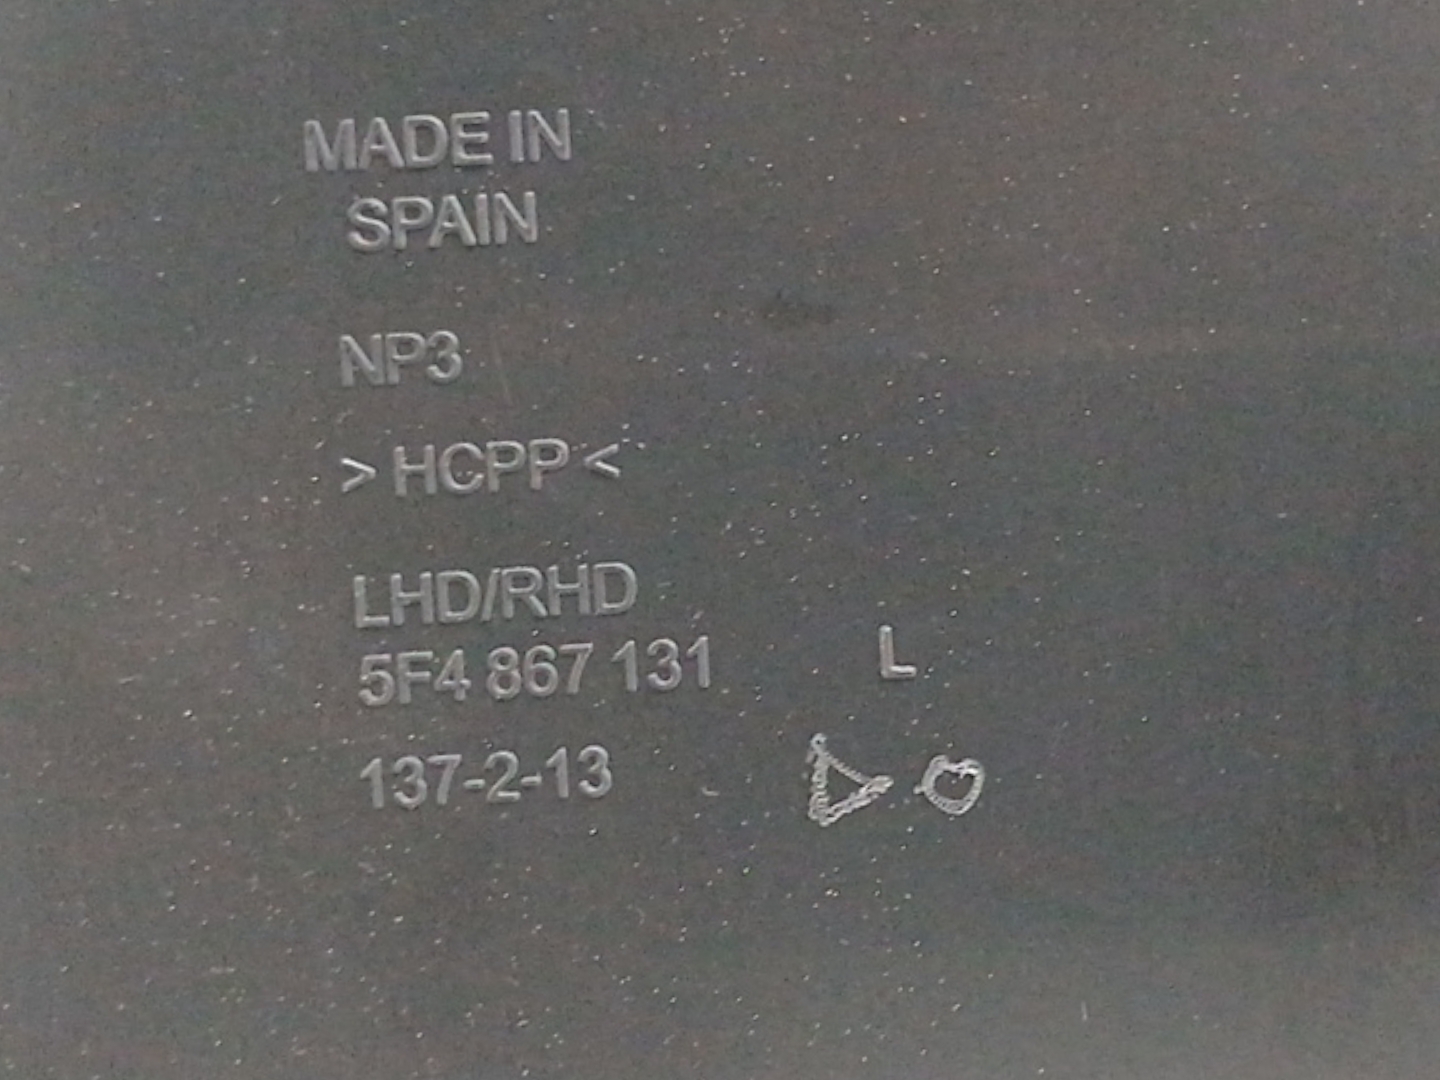 MADE IN
SPAIN
NP3
> HCPP <
LHD/RHD
5F4 867 131 L
137-2-13